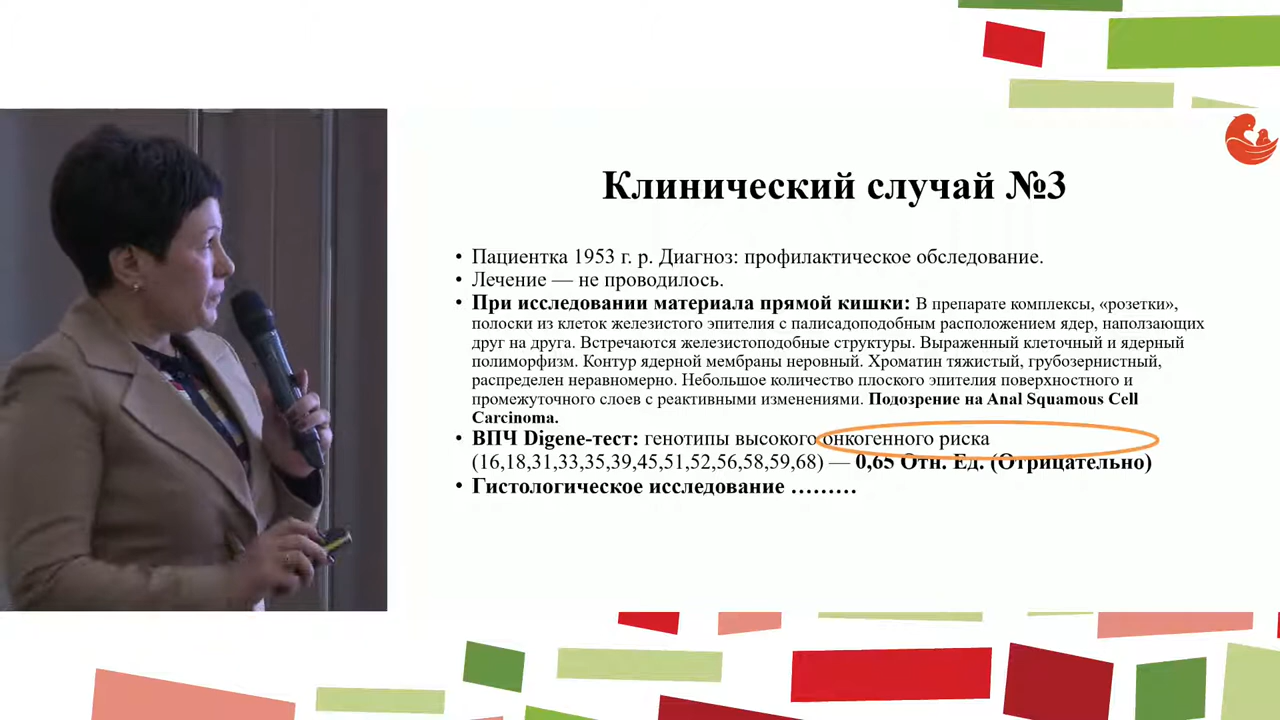 Клинический случай №3
• Пациентка 1953 г. р. Диагноз: профилактическое обследование.
• Лечение — не проводилось.
• При исследовании материала прямой кишки: В препарате комплексы, «розетки»,
полоски из клеток железистого эпителия с палисадоподобным расположением ядер, наползающих
друг на друга. Встречаются железистоподобные структуры. Выраженный клеточный и ядерный
полиморфизм. Контур ядерной мембраны неровный. Хроматин тяжистый, грубозернистный,
распределен неравномерно. Небольшое количество плоского эпителия поверхностного и
промежуточного слоев с реактивными изменениями. Подозрение на Anal Squamous Cell
Carcinoma.
• ВПЧ Digene-тест: генотипы высокого онкогенного риска
(16,18,31,33,35,39,45,51,52,56,58,59,68) — 0,65 Отн. Ед. (Отрицательно)
• Гистологическое исследование ………